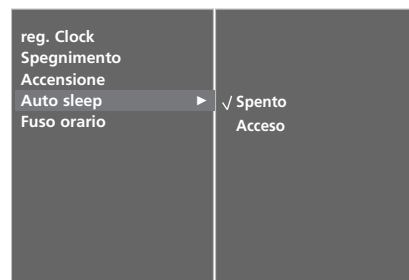 reg. Clock
Spegnimento
Accensione
Auto sleep ►
Fuso orario
√ Spento
Acceso